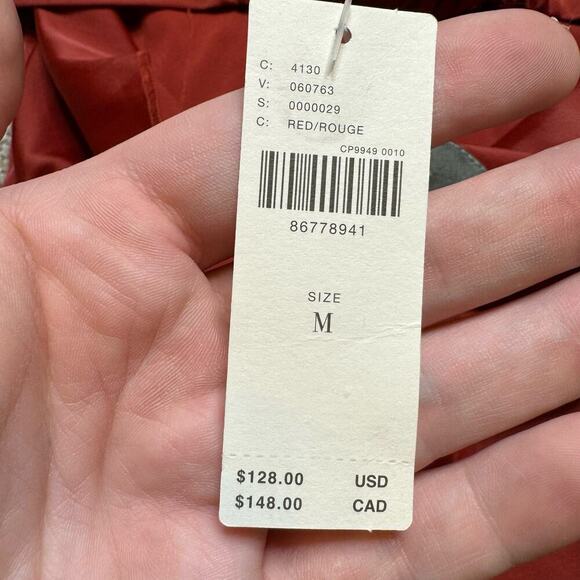 C: 4130
V: 060763
S: 0000029
C: RED/ROUGE
CP9949 0010
86778941
SIZE
M
$128.00 USD
$148.00 CAD